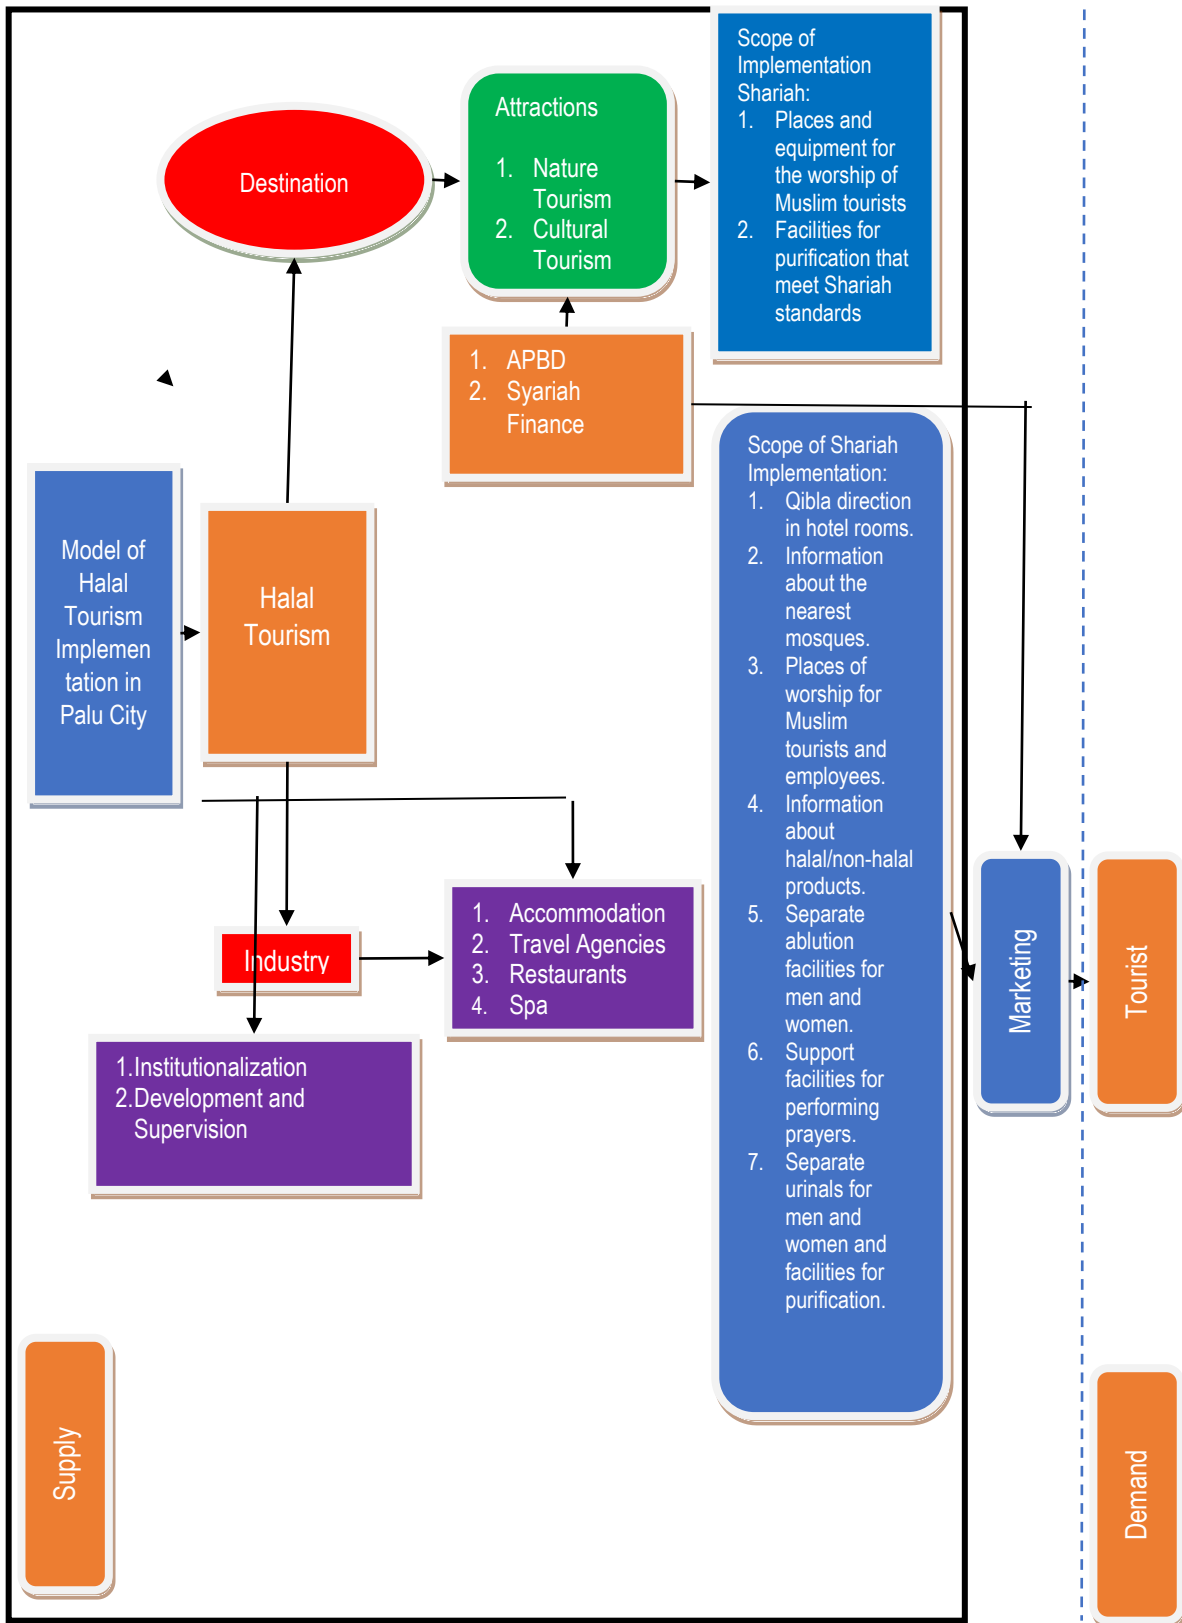 Destination
Attractions
1. Nature
Tourism
2. Cultural
Tourism
Scope of
Implementation
Shariah:
1. Places and
equipment for
the worship of
Muslim tourists
2. Facilities for
purification that
meet Shariah
standards
1. APBD
2. Syariah
Finance
Model of
Halal
Tourism
Implemen
tation in
Palu City
Halal
Tourism
Scope of Shariah
Implementation:
1. Qibla direction
in hotel rooms.
2. Information
about the
nearest
mosques.
3. Places of
worship for
Muslim
tourists and
employees.
4. Information
about
halal/non-halal
products.
5. Separate
ablution
facilities for
men and
women.
6. Support
facilities for
performing
prayers.
7. Separate
urinals for
men and
women and
facilities for
purification.
Industry
1. Accommodation
2. Travel Agencies
3. Restaurants
4. Spa
1.Institutionalization
2.Development and
Supervision
Marketing
Tourist
Supply
Demand